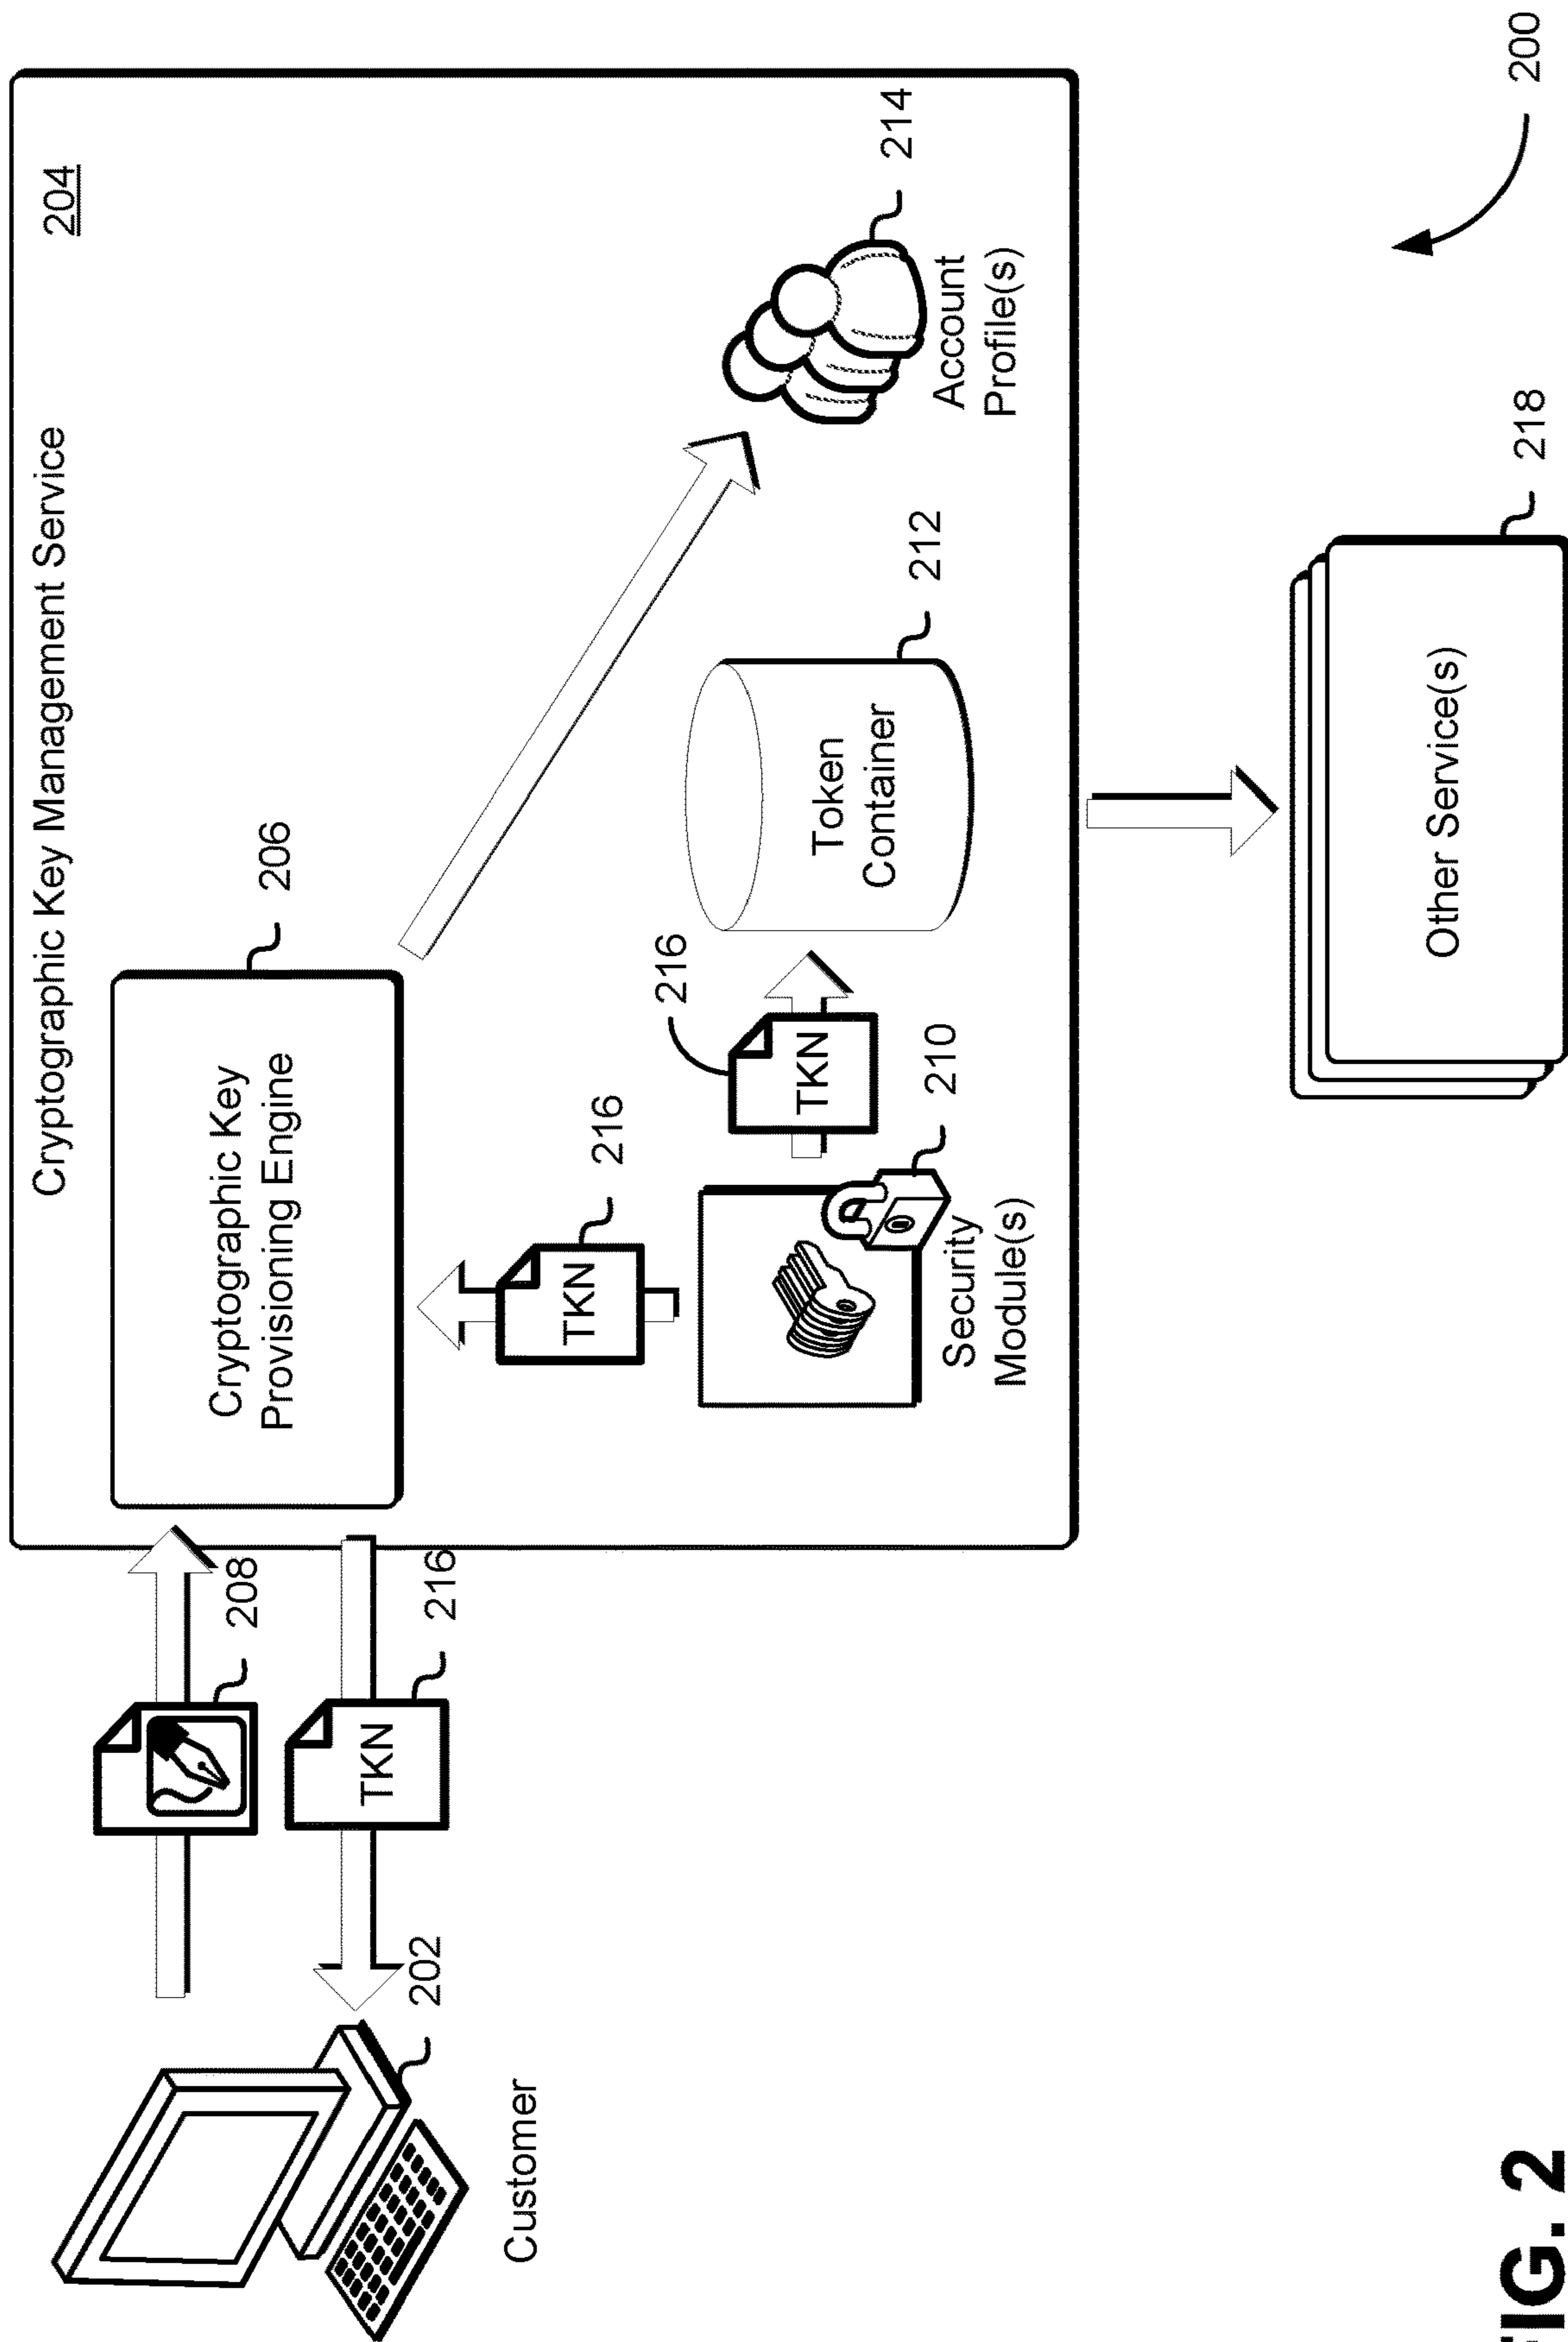 Cryptographic Key Management Service
204
Cryptographic Key
Provisioning Engine
206
208
TKN
216
202
Customer
TKN
216
TKN
216
Security
Module(s)
210
Token
Container
212
Account
Profile(s)
214
Other Service(s)
218
200
FIG. 2